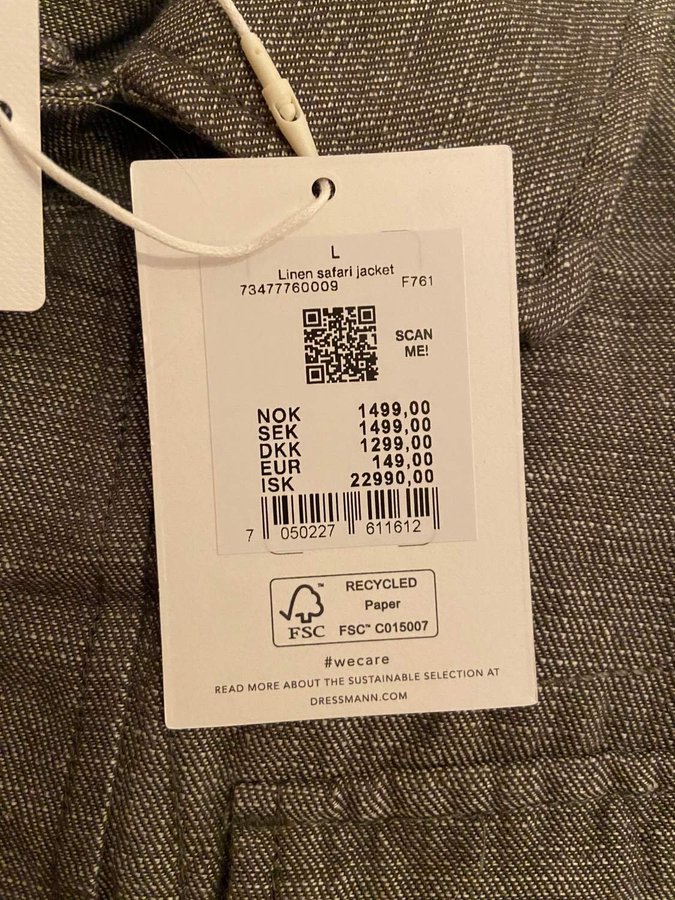 L
Linen safari jacket
73477760009 F761
SCAN
ME!
NOK 1499,00
SEK 1499,00
DKK 1299,00
EUR 149,00
ISK 22990,00
7 050227 611612
FSC™
RECYCLED
Paper
FSC™ C015007
#wecare
READ MORE ABOUT THE SUSTAINABLE SELECTION AT
DRESSMANN.COM